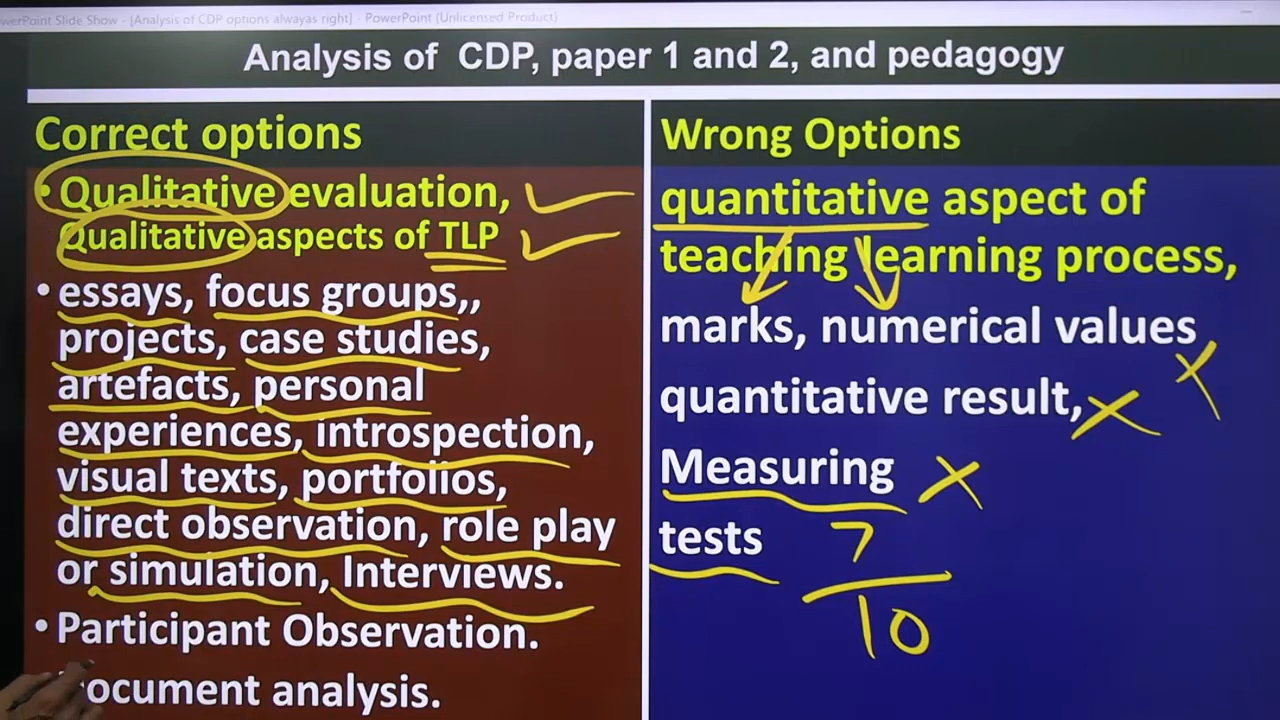 werPoint Slide Show - [Analysis of CDP options alwayas right] - PowerPoint (Unlicensed Product)
Analysis of CDP, paper 1 and 2, and pedagogy
Correct options
• Qualitative evaluation,
Qualitative aspects of TLP
• essays, focus groups,,
projects, case studies,
artefacts, personal
experiences, introspection,
visual texts, portfolios,
direct observation, role play
or simulation, Interviews.
• Participant Observation.
ocument analysis.
Wrong Options
quantitative aspect of
teaching learning process,
marks, numerical values
quantitative result,
Measuring
tests
7
10